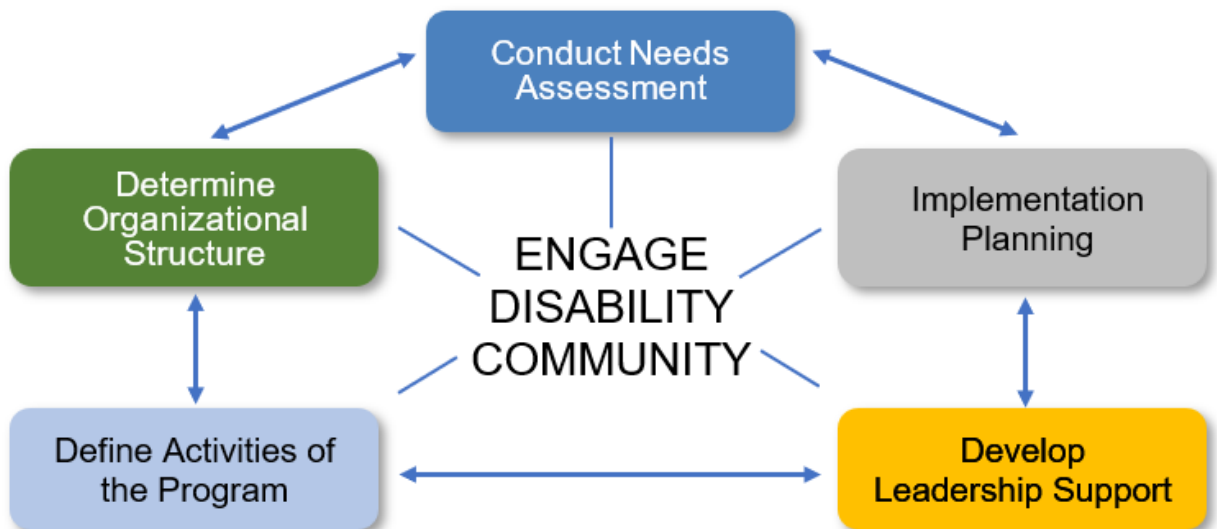 Conduct Needs
Assessment
Determine
Organizational
Structure
Implementation
Planning
ENGAGE
DISABILITY
COMMUNITY
Define Activities of
the Program
Develop
Leadership Support